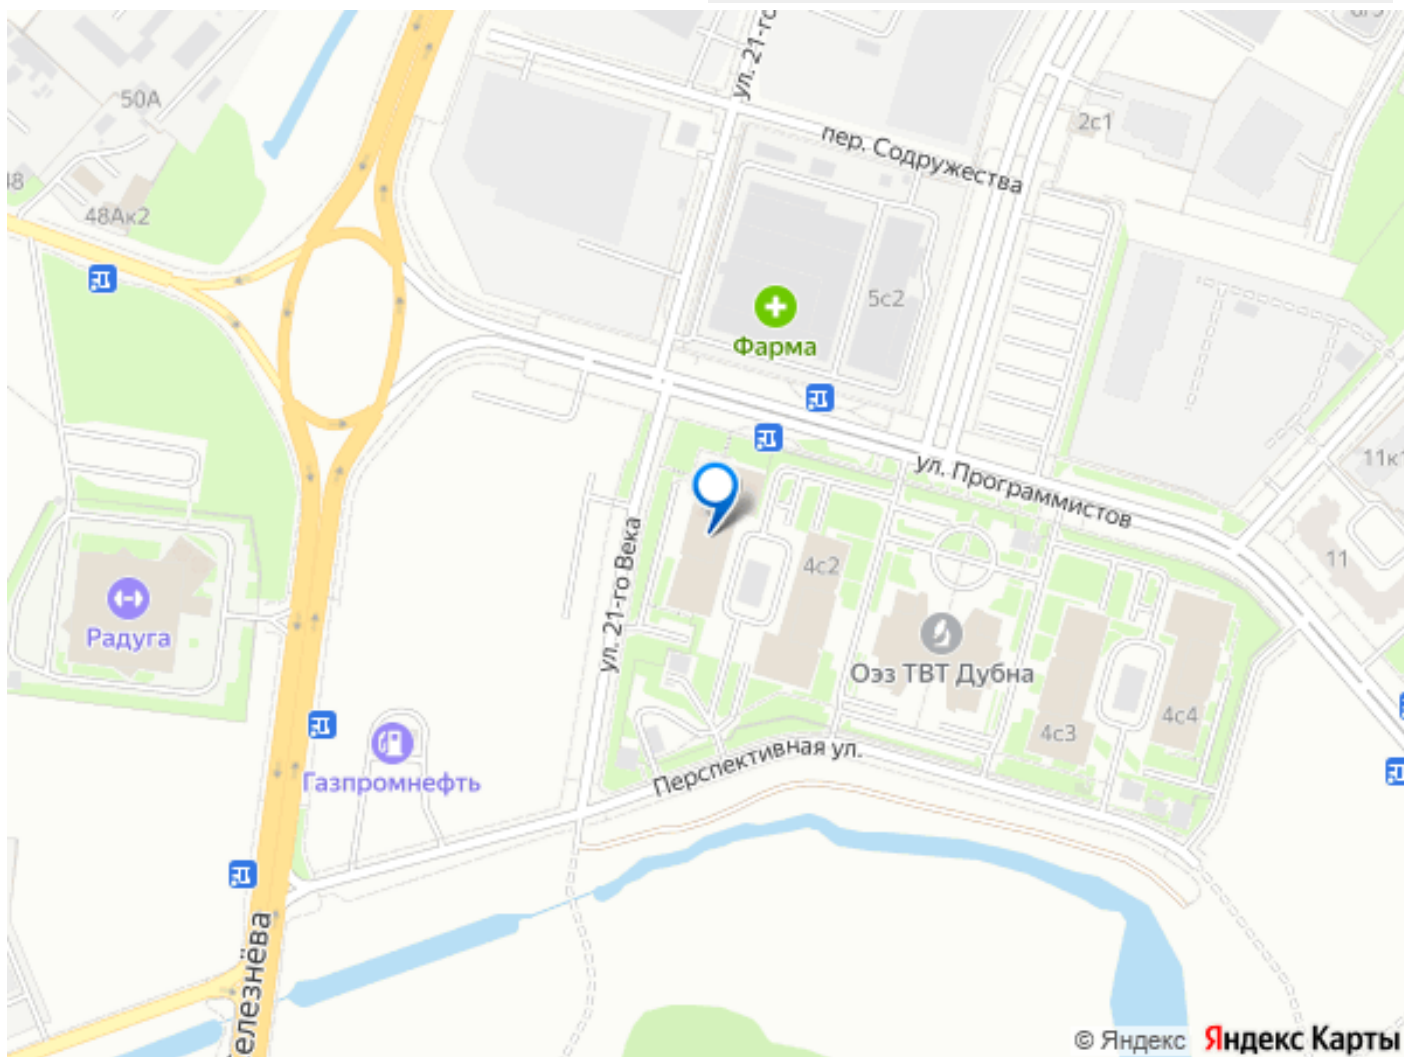 ул. 21-го
50А
2с1
пер. Содружества
48Ак2
5с2
Фарма
11к1
ул. Программистов
11
4с2
ул. 21-го Века
Радуга
Оэз ТВТ Дубна
4с3
4с4
Перспективная ул.
Газпромнефть
елезнёва
© Яндекс Яндекс Карты